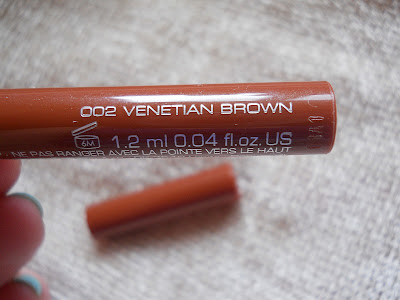 002 VENETIAN BROWN
6M 1.2 ml 0.04 fl.oz. US
NE PAS RANGER AVEC LA POINTE VERS LE HAUT